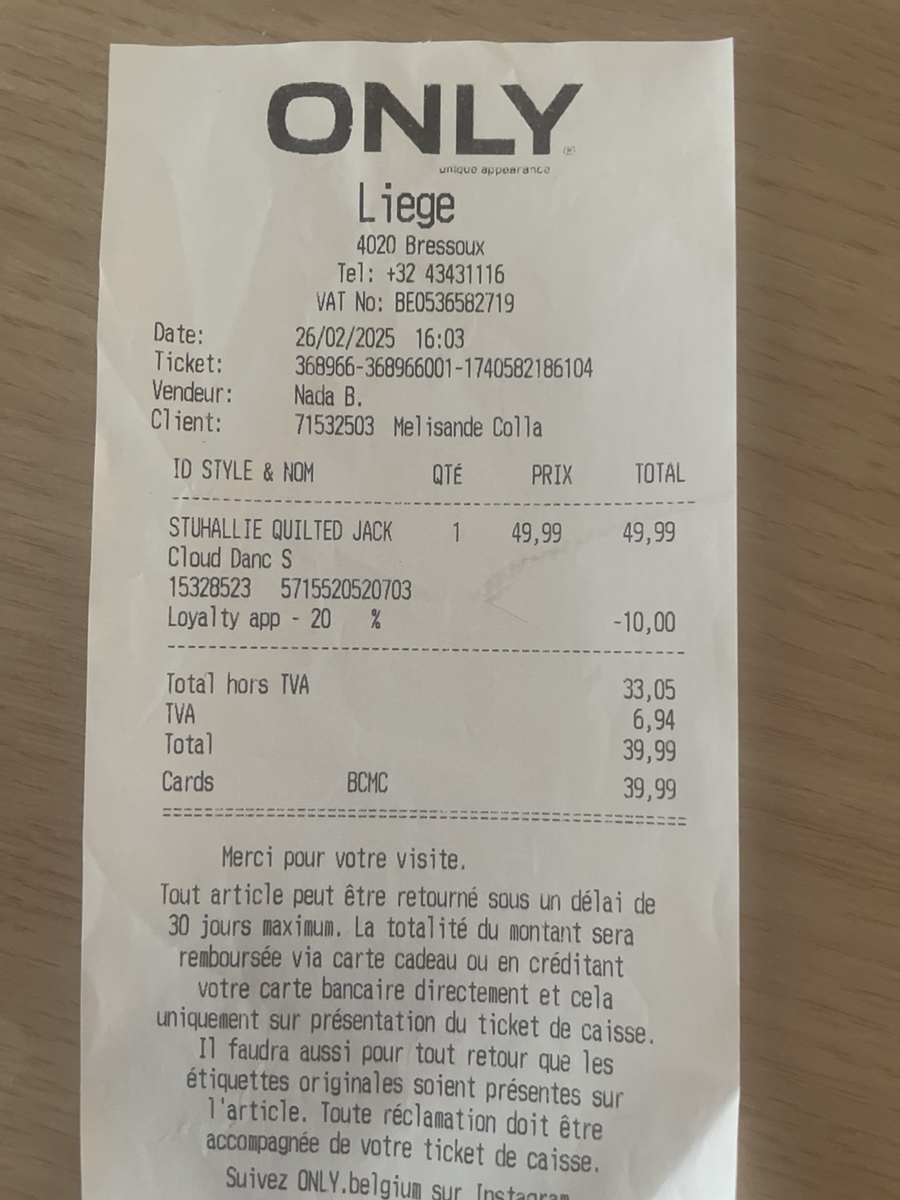 ONLY®
unique appearance
Liege
4020 Bressoux
Tel: +32 43431116
VAT No: BE0536582719
Date: 26/02/2025 16:03
Ticket: 368966-368966001-1740582186104
Vendeur: Nada B.
Client: 71532503 Melisande Colla
ID STYLE & NOM QTÉ PRIX TOTAL
STUHALLIE QUILTED JACK 1 49,99 49,99
Cloud Danc S
15328523 5715520520703
Loyalty app - 20 % -10,00
Total hors TVA 33,05
TVA 6,94
Total 39,99
Cards BCMC 39,99
Merci pour votre visite.
Tout article peut être retourné sous un délai de
30 jours maximum. La totalité du montant sera
remboursée via carte cadeau ou en créditant
votre carte bancaire directement et cela
uniquement sur présentation du ticket de caisse.
Il faudra aussi pour tout retour que les
étiquettes originales soient présentes sur
l'article. Toute réclamation doit être
accompagnée de votre ticket de caisse.
Suivez ONLY.belgium sur Instagram